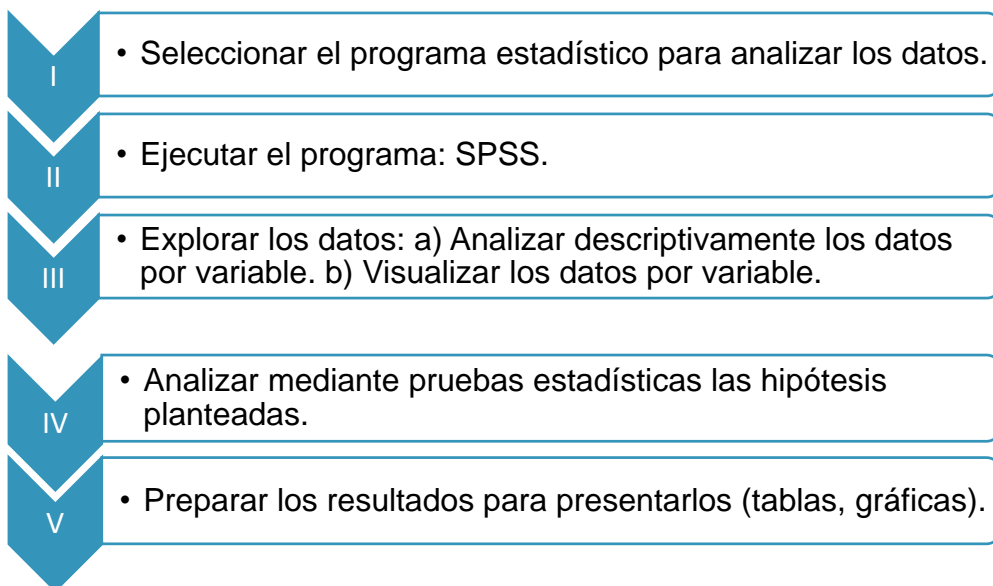 I
• Seleccionar el programa estadístico para analizar los datos.
II
• Ejecutar el programa: SPSS.
III
• Explorar los datos: a) Analizar descriptivamente los datos
por variable. b) Visualizar los datos por variable.
IV
• Analizar mediante pruebas estadísticas las hipótesis
planteadas.
V
• Preparar los resultados para presentarlos (tablas, gráficas).